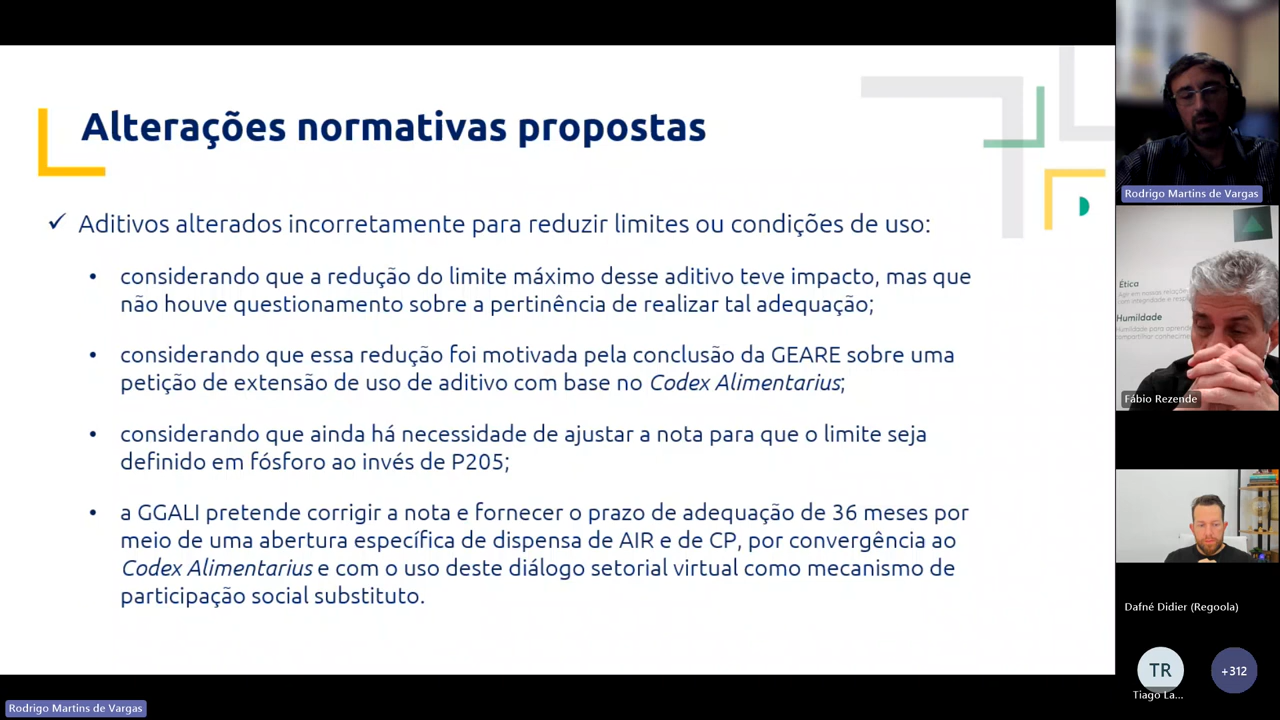 Alterações normativas propostas
✓ Aditivos alterados incorretamente para reduzir limites ou condições de uso:
• considerando que a redução do limite máximo desse aditivo teve impacto, mas que
não houve questionamento sobre a pertinência de realizar tal adequação;
• considerando que essa redução foi motivada pela conclusão da GEARE sobre uma
petição de extensão de uso de aditivo com base no Codex Alimentarius;
• considerando que ainda há necessidade de ajustar a nota para que o limite seja
definido em fósforo ao invés de P205;
• a GGALI pretende corrigir a nota e fornecer o prazo de adequação de 36 meses por
meio de uma abertura específica de dispensa de AIR e de CP, por convergência ao
Codex Alimentarius e com o uso deste diálogo setorial virtual como mecanismo de
participação social substituto.
Rodrigo Martins de Vargas
Ética
Humildade
Fábio Rezende
Dafné Didier (Regoola)
TR
Tiago La...
+312
Rodrigo Martins de Vargas